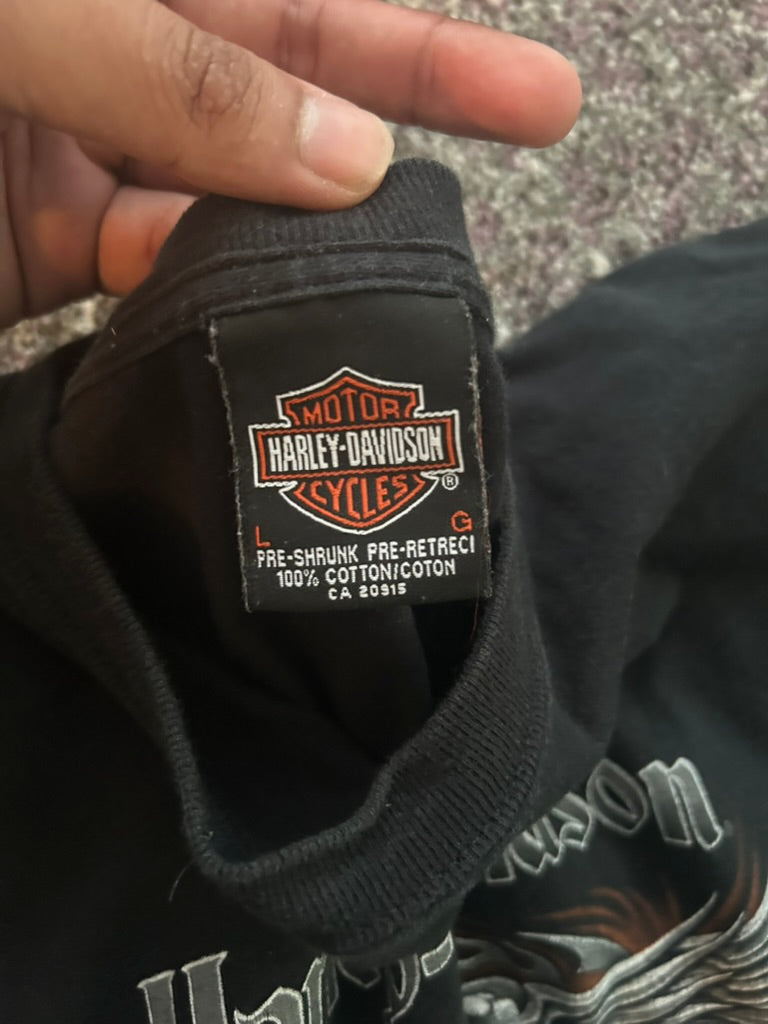 MOTOR
HARLEY-DAVIDSON
CYCLES
®
L G
PRE-SHRUNK PRE-RETRECI
100% COTTON/COTON
CA 20915